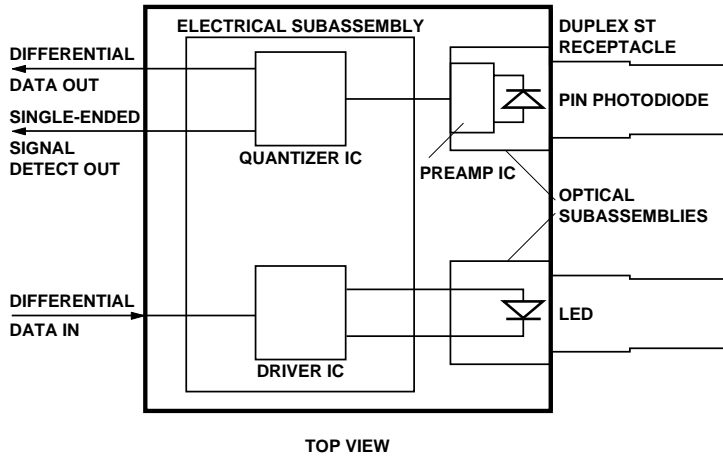 ELECTRICAL SUBASSEMBLY
DUPLEX ST
RECEPTACLE
DIFFERENTIAL
DATA OUT
PIN PHOTODIODE
SINGLE-ENDED
SIGNAL
DETECT OUT
QUANTIZER IC
PREAMP IC
OPTICAL
SUBASSEMBLIES
DIFFERENTIAL
DATA IN
LED
DRIVER IC
TOP VIEW